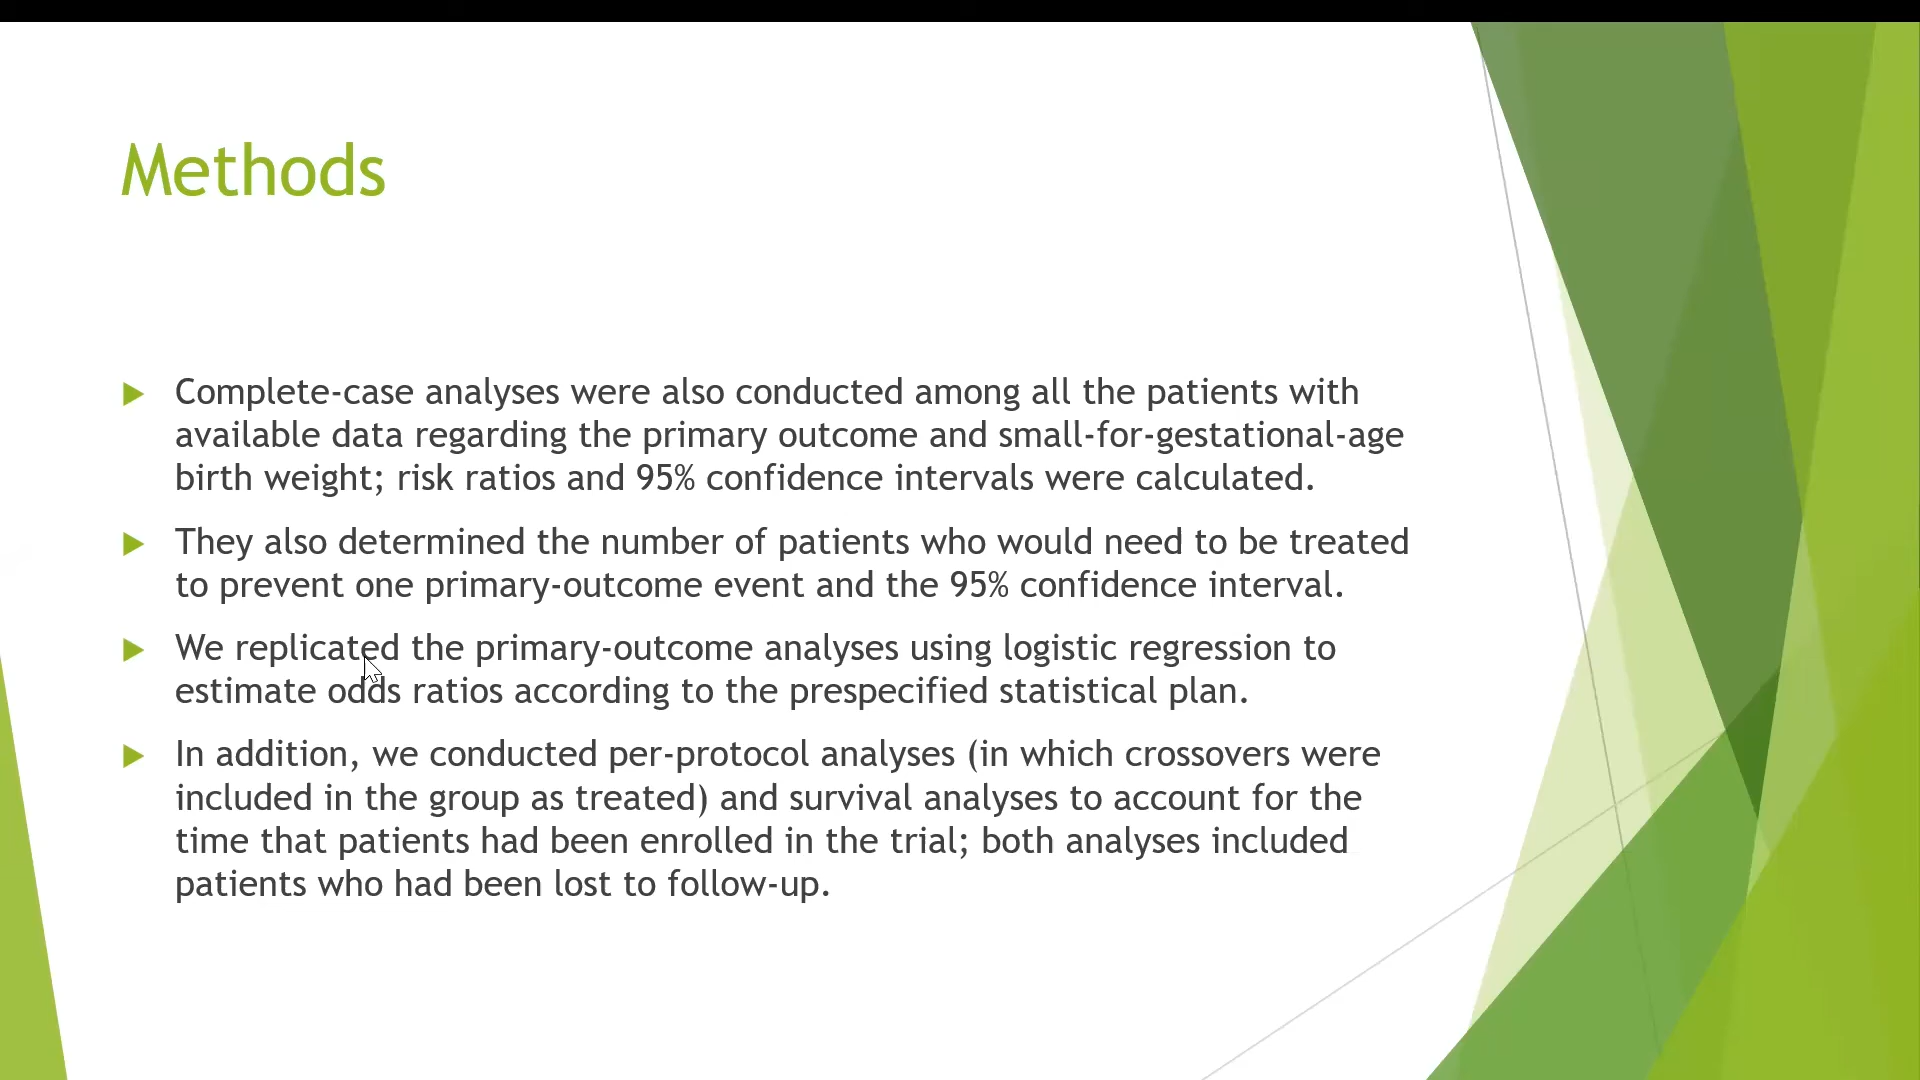 Methods
Complete-case analyses were also conducted among all the patients with
available data regarding the primary outcome and small-for-gestational-age
birth weight; risk ratios and 95% confidence intervals were calculated.
They also determined the number of patients who would need to be treated
to prevent one primary-outcome event and the 95% confidence interval.
We replicated the primary-outcome analyses using logistic regression to
estimate odds ratios according to the prespecified statistical plan.
In addition, we conducted per-protocol analyses (in which crossovers were
included in the group as treated) and survival analyses to account for the
time that patients had been enrolled in the trial; both analyses included
patients who had been lost to follow-up.